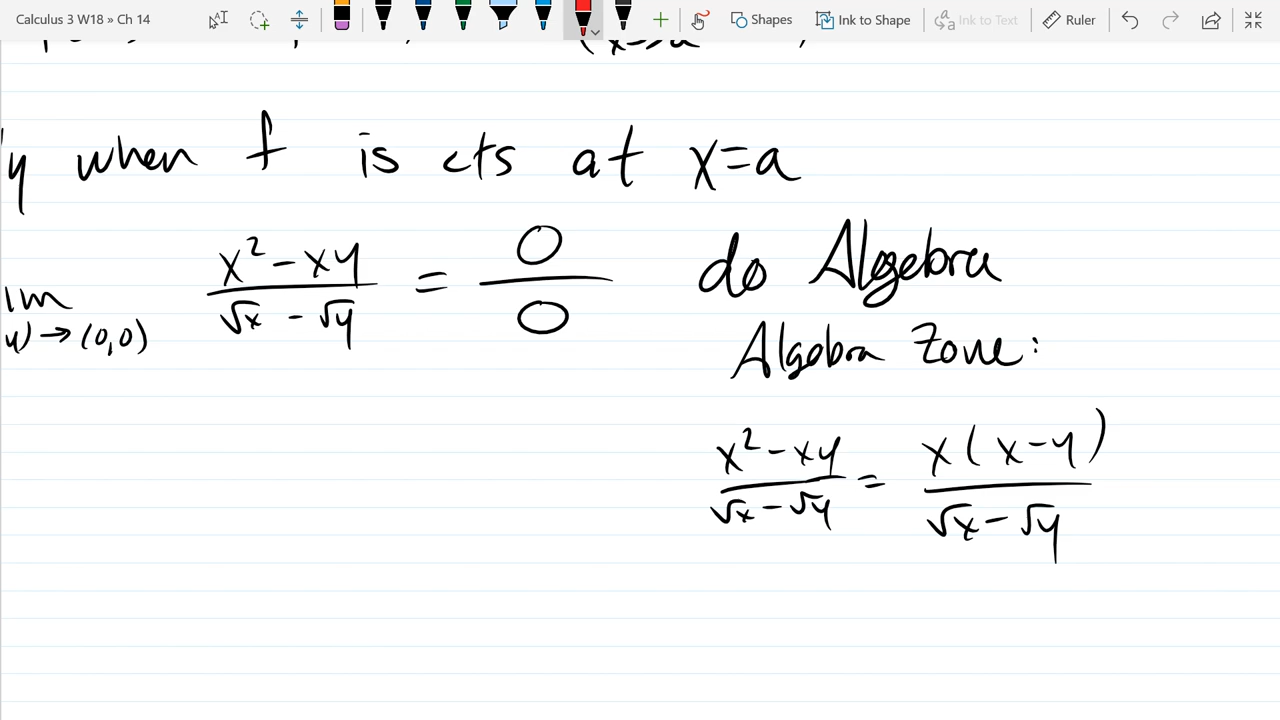 Calculus 3 W18 » Ch 14
Shapes
Ink to Shape
Ink to Text
Ruler
y when f is cts at x=a
im (x² - xy)/(√x - √y) = 0/0 do Algebra
y) → (0,0)
Algebra Zone:
(x² - xy)/(√x - √y) = x(x-y)/(√x - √y)